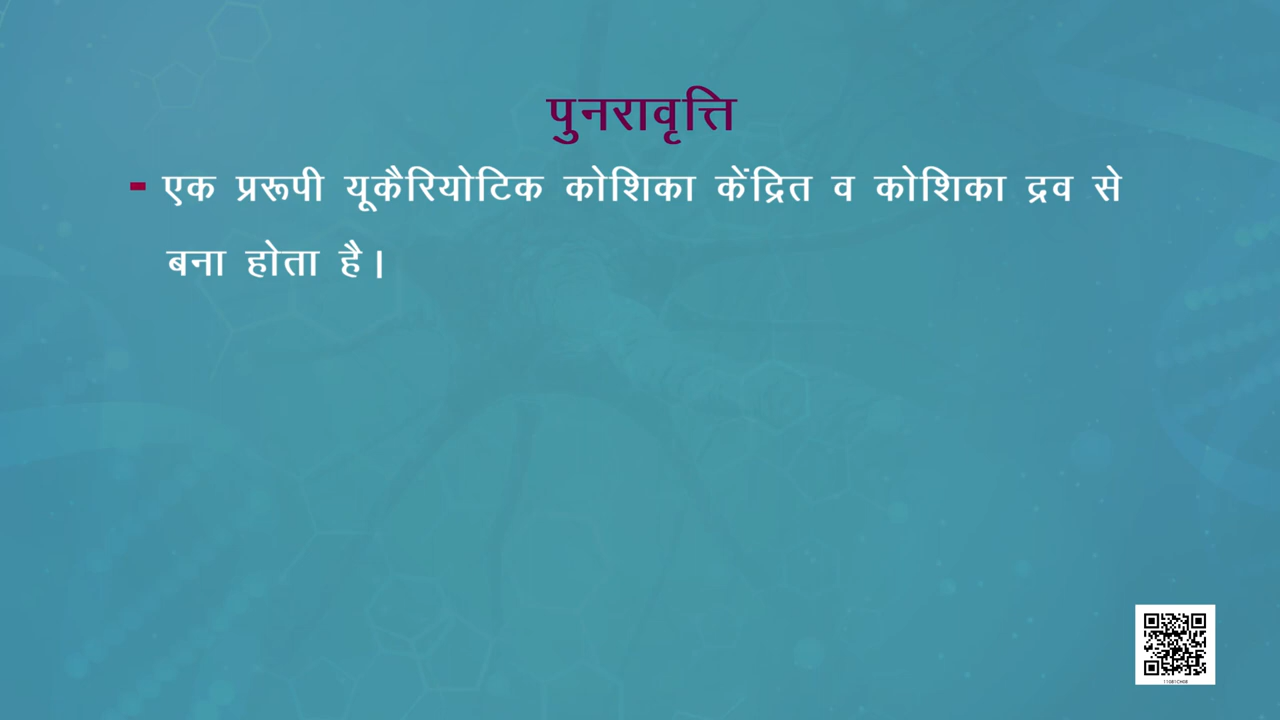 पुनरावृत्ति
- एक प्ररूपी यूकैरियोटिक कोशिका केंद्रित व कोशिका द्रव से
बना होता है।